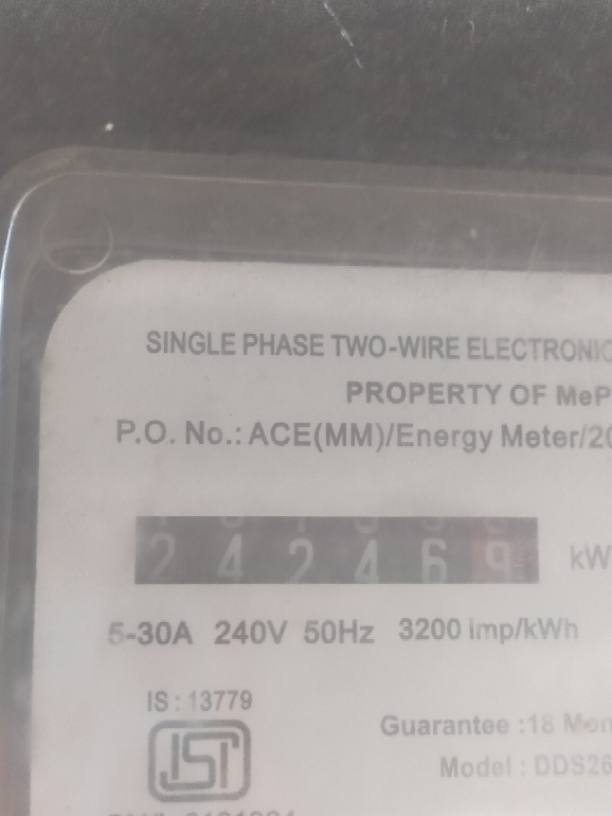 SINGLE PHASE TWO-WIRE ELECTRONIC
PROPERTY OF MeP
P.O. No.: ACE(MM)/Energy Meter/20
2 4 2 4 6 9 kW
5-30A 240V 50Hz 3200 imp/kWh
IS : 13779
Guarantee :18 Mon
ISI
Model : DDS26